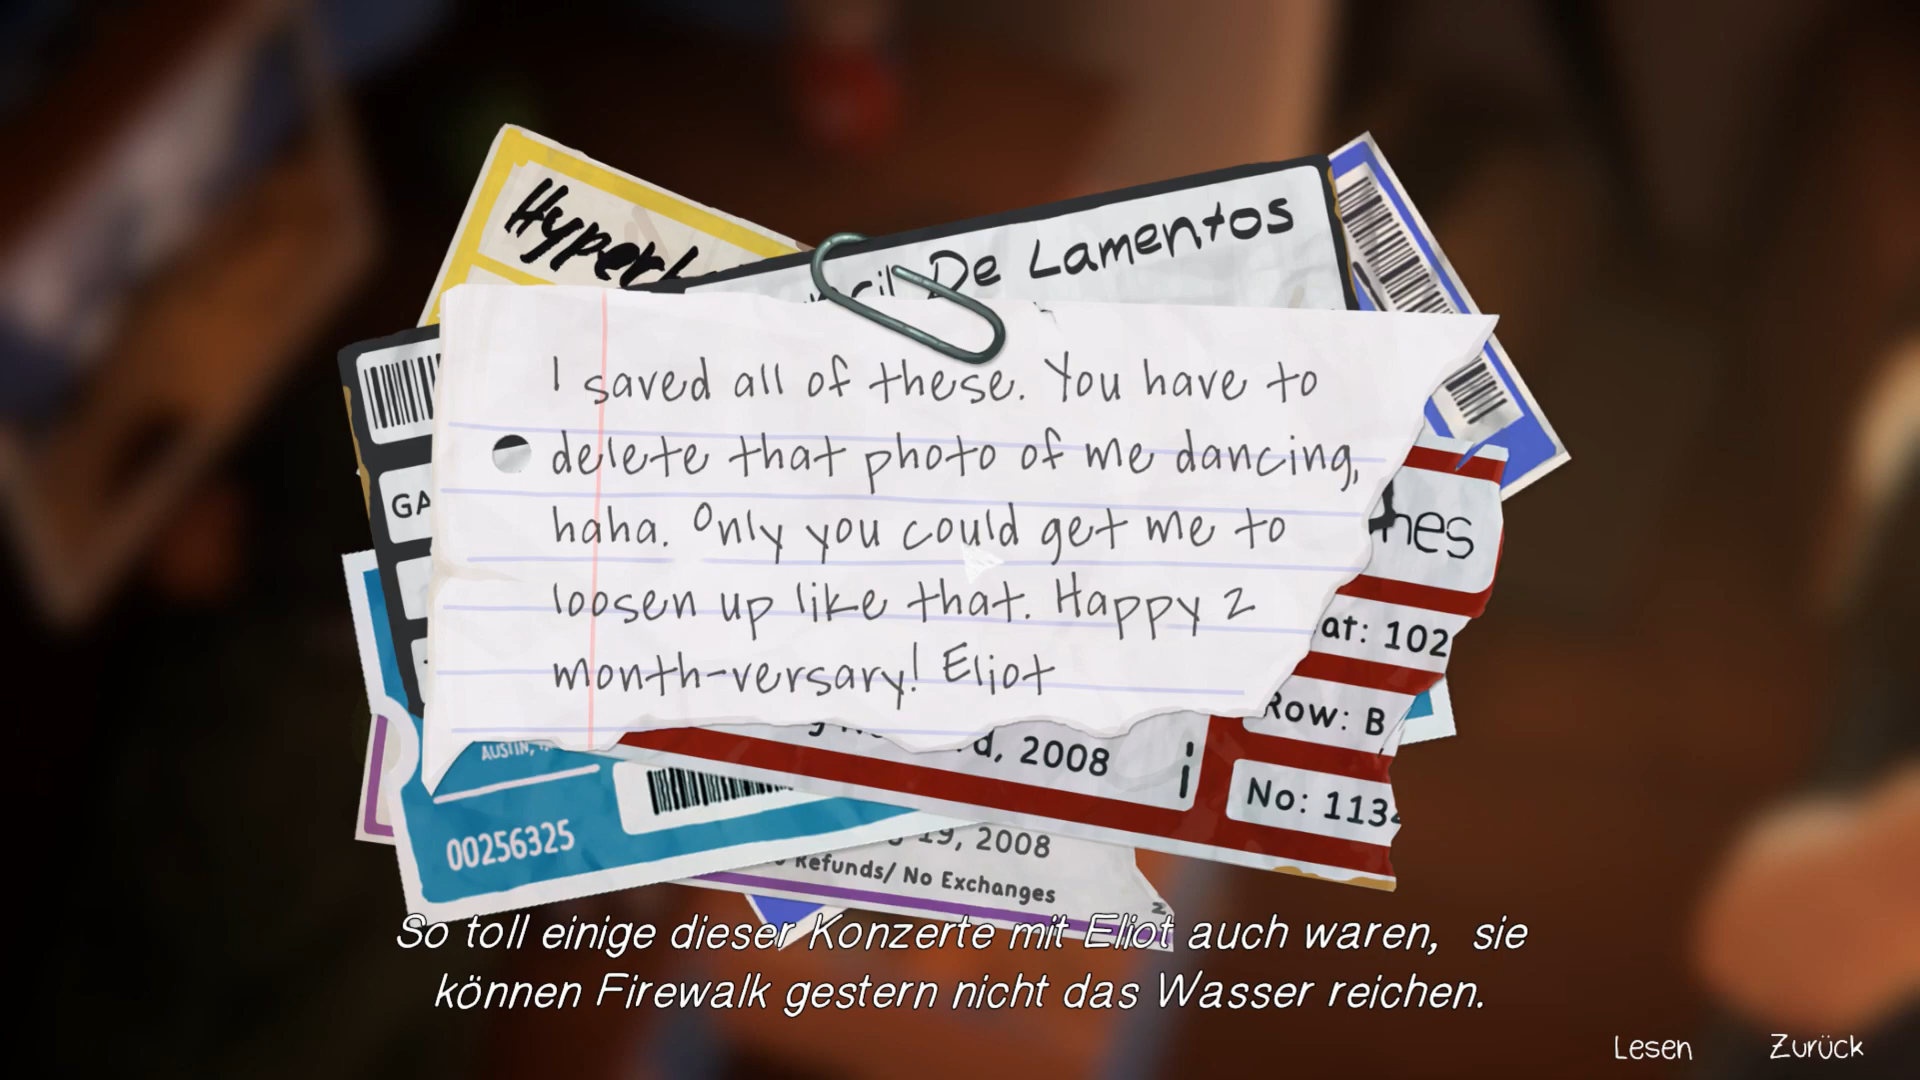 De Lamentos
GA
I saved all of these. You have to
delete that photo of me dancing,
haha. Only you could get me to
loosen up like that. Happy 2
month-versary! Eliot
at: 102
Row: B
AUSTIN,
2008
No: 113
00256325
19, 2008
Refunds/ No Exchanges
So toll einige dieser Konzerte mit Eliot auch waren, sie
können Firewalk gestern nicht das Wasser reichen.
Lesen
Zurück